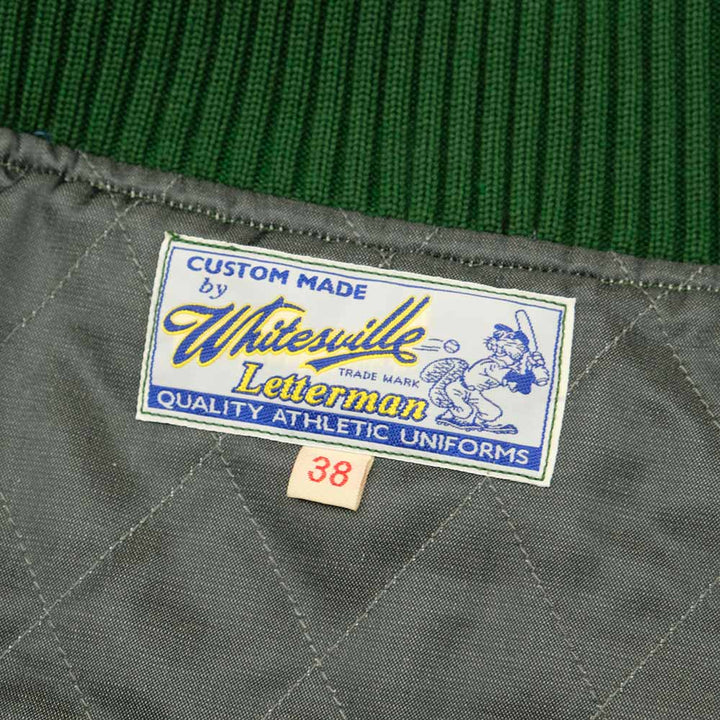 CUSTOM MADE
by
Whitesville
TRADE MARK
Letterman
QUALITY ATHLETIC UNIFORMS
38